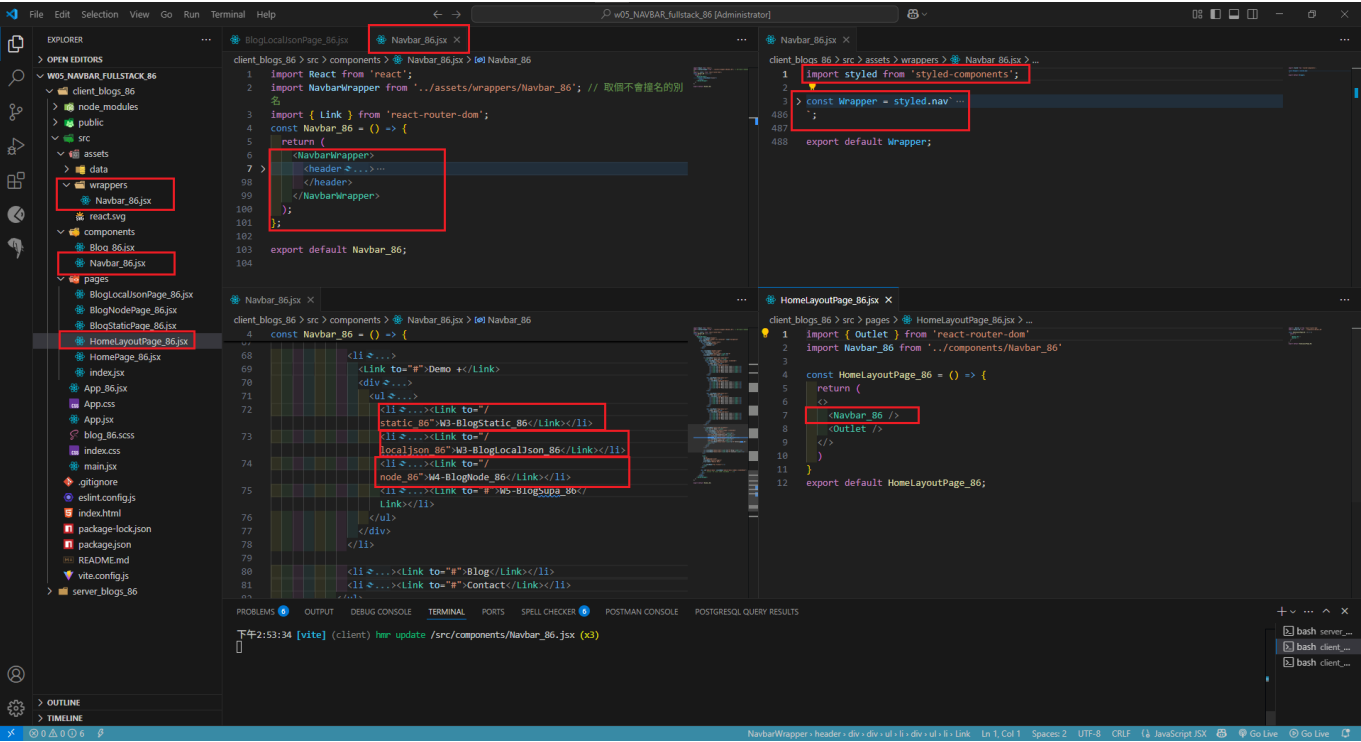 File Edit Selection View Go Run Terminal Help
w05_NAVBAR_fullstack_86 [Administrator]
EXPLORER
OPEN EDITORS
W05_NAVBAR_FULLSTACK_86
client_blogs_86
node_modules
public
src
assets
data
wrappers
Navbar_86.jsx
react.svg
components
Blog_86.jsx
Navbar_86.jsx
pages
BlogLocalJsonPage_86.jsx
BlogNodePage_86.jsx
BlogStaticPage_86.jsx
HomeLayoutPage_86.jsx
HomePage_86.jsx
index.jsx
App_86.jsx
App.css
App.jsx
blog_86.scss
index.css
main.jsx
.gitignore
eslint.config.js
index.html
package-lock.json
package.json
README.md
vite.config.js
server_blogs_86
OUTLINE
TIMELINE
BlogLocalJsonPage_86.jsx Navbar_86.jsx
client_blogs_86 > src > components > Navbar_86.jsx > Navbar_86
1 import React from 'react';
2 import NavbarWrapper from '../assets/wrappers/Navbar_86'; // 取個不會撞名的別
名
3 import { Link } from 'react-router-dom';
4 const Navbar_86 = () => {
5 return (
6 <NavbarWrapper>
7 <header ...> ...
98 </header>
99 </NavbarWrapper>
100 );
101 };
102
103 export default Navbar_86;
104
Navbar_86.jsx
client_blogs_86 > src > assets > wrappers > Navbar_86.jsx > ...
1 import styled from 'styled-components';
2
3 const Wrapper = styled.nav` ...
486 `;
487
488 export default Wrapper;
Navbar_86.jsx
client_blogs_86 > src > components > Navbar_86.jsx > Navbar_86
4 const Navbar_86 = () => {
68 <li ...>
69 <Link to="#">Demo +</Link>
70 <div ...>
71 <ul ...>
72 <li ...><Link to="/
static_86">W3-BlogStatic_86</Link></li>
73 <li ...><Link to="/
localjson_86">W3-BlogLocalJson_86</Link></li>
74 <li ...><Link to="/
node_86">W4-BlogNode_86</Link></li>
75 <li ...><Link to="#">W5-BlogSupa_86</
Link></li>
76 </ul>
77 </div>
78 </li>
79
80 <li ...><Link to="#">Blog</Link></li>
81 <li ...><Link to="#">Contact</Link></li>
HomeLayoutPage_86.jsx
client_blogs_86 > src > pages > HomeLayoutPage_86.jsx > ...
1 import { Outlet } from 'react-router-dom'
2 import Navbar_86 from '../components/Navbar_86'
3
4 const HomeLayoutPage_86 = () => {
5 return (
6 <>
7 <Navbar_86 />
8 <Outlet />
9 </>
10 )
11 }
12 export default HomeLayoutPage_86;
PROBLEMS 6 OUTPUT DEBUG CONSOLE TERMINAL PORTS SPELL CHECKER 6 POSTMAN CONSOLE POSTGRESQL QUERY RESULTS
下午2:53:34 [vite] (client) hmr update /src/components/Navbar_86.jsx (x3)
bash server_...
bash client_...
bash client_...
0 0 6
NavbarWrapper > header > div > div > ul > li > div > ul > li > Link Ln 1, Col 1 Spaces: 2 UTF-8 CRLF JavaScript JSX Go Live Go Live